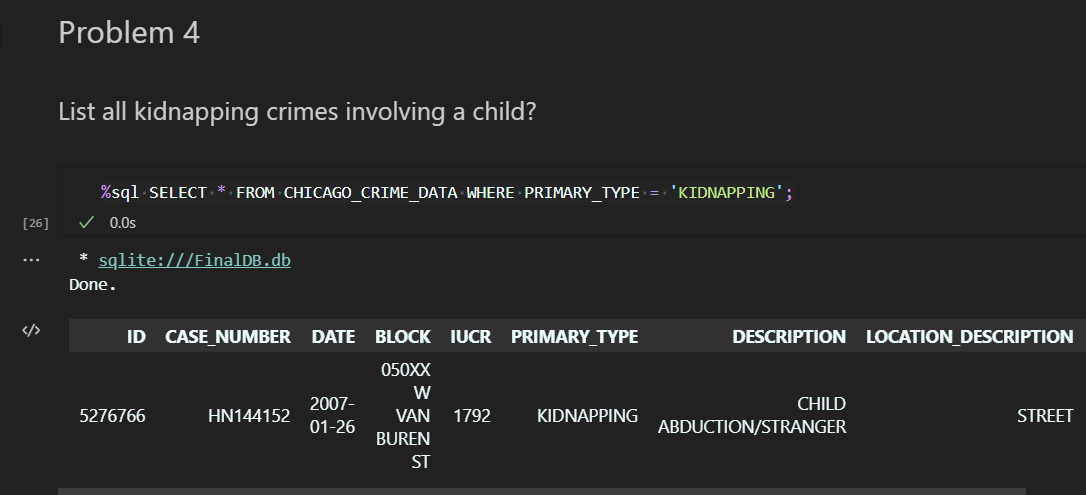 Problem 4
List all kidnapping crimes involving a child?
%sql SELECT * FROM CHICAGO_CRIME_DATA WHERE PRIMARY_TYPE = 'KIDNAPPING';
[26] ✓ 0.0s
... * sqlite:///FinalDB.db
Done.
</> ID CASE_NUMBER DATE BLOCK IUCR PRIMARY_TYPE DESCRIPTION LOCATION_DESCRIPTION
5276766 HN144152 2007-01-26 050XX W VAN BUREN ST 1792 KIDNAPPING CHILD ABDUCTION/STRANGER STREET